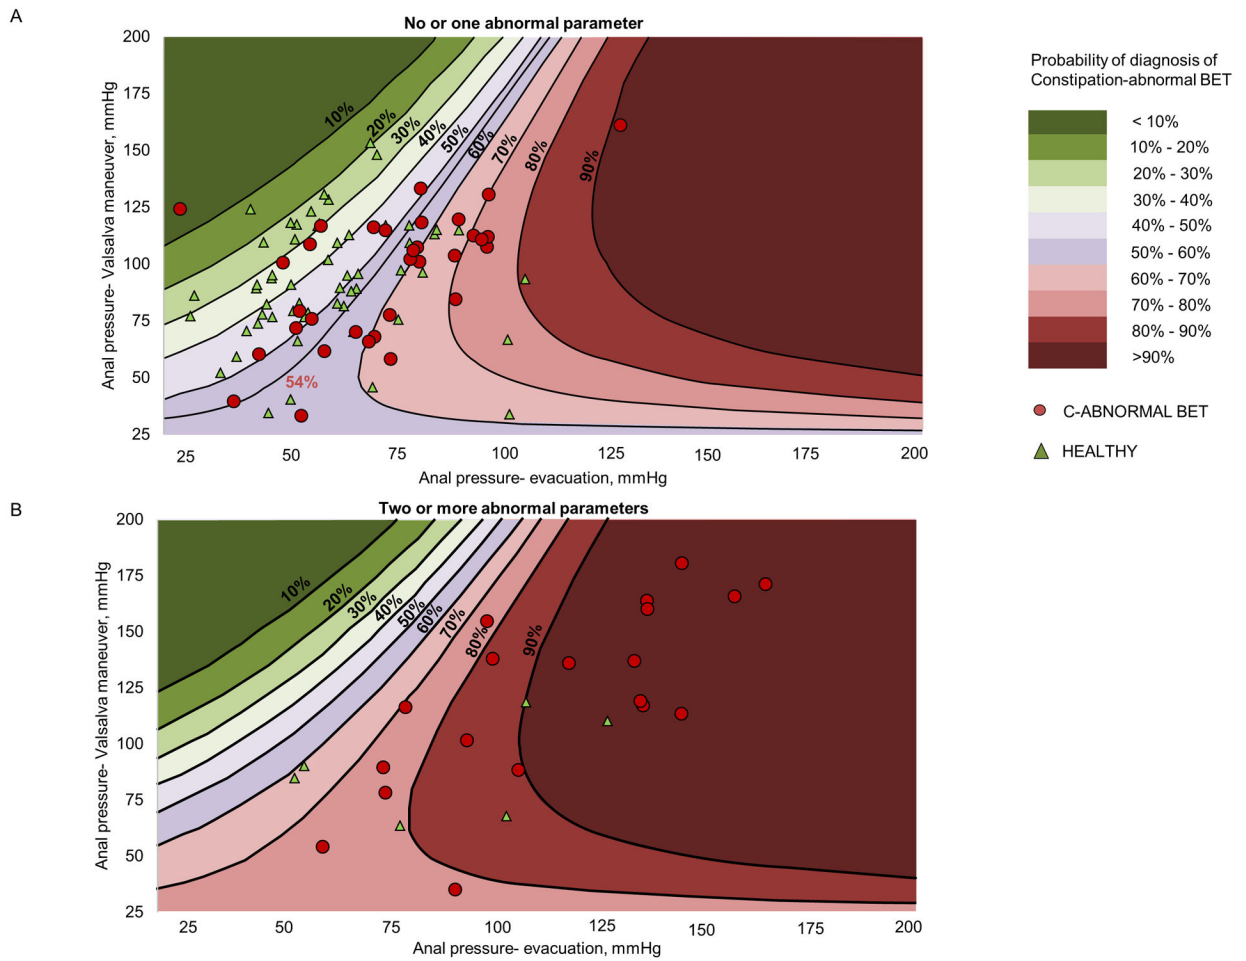 A
No or one abnormal parameter
Anal pressure- Valsalva maneuver, mmHg
200
175
150
125
100
75
50
25
10%
20%
30%
40%
50%
60%
70%
80%
90%
54%
25
50
75
100
125
150
175
200
Anal pressure- evacuation, mmHg
Probability of diagnosis of
Constipation-abnormal BET
< 10%
10% - 20%
20% - 30%
30% - 40%
40% - 50%
50% - 60%
60% - 70%
70% - 80%
80% - 90%
>90%
C-ABNORMAL BET
HEALTHY
B
Two or more abnormal parameters
Anal pressure- Valsalva maneuver, mmHg
200
175
150
125
100
75
50
25
10%
20%
30%
40%
50%
60%
70%
80%
90%
25
50
75
100
125
150
175
200
Anal pressure- evacuation, mmHg